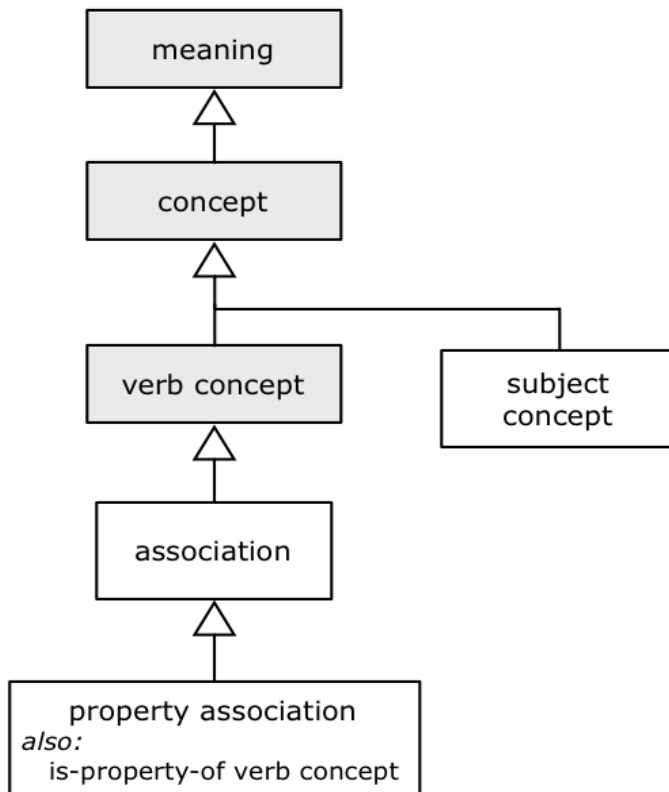 meaning
concept
verb concept
subject
concept
association
property association
also:
is-property-of verb concept